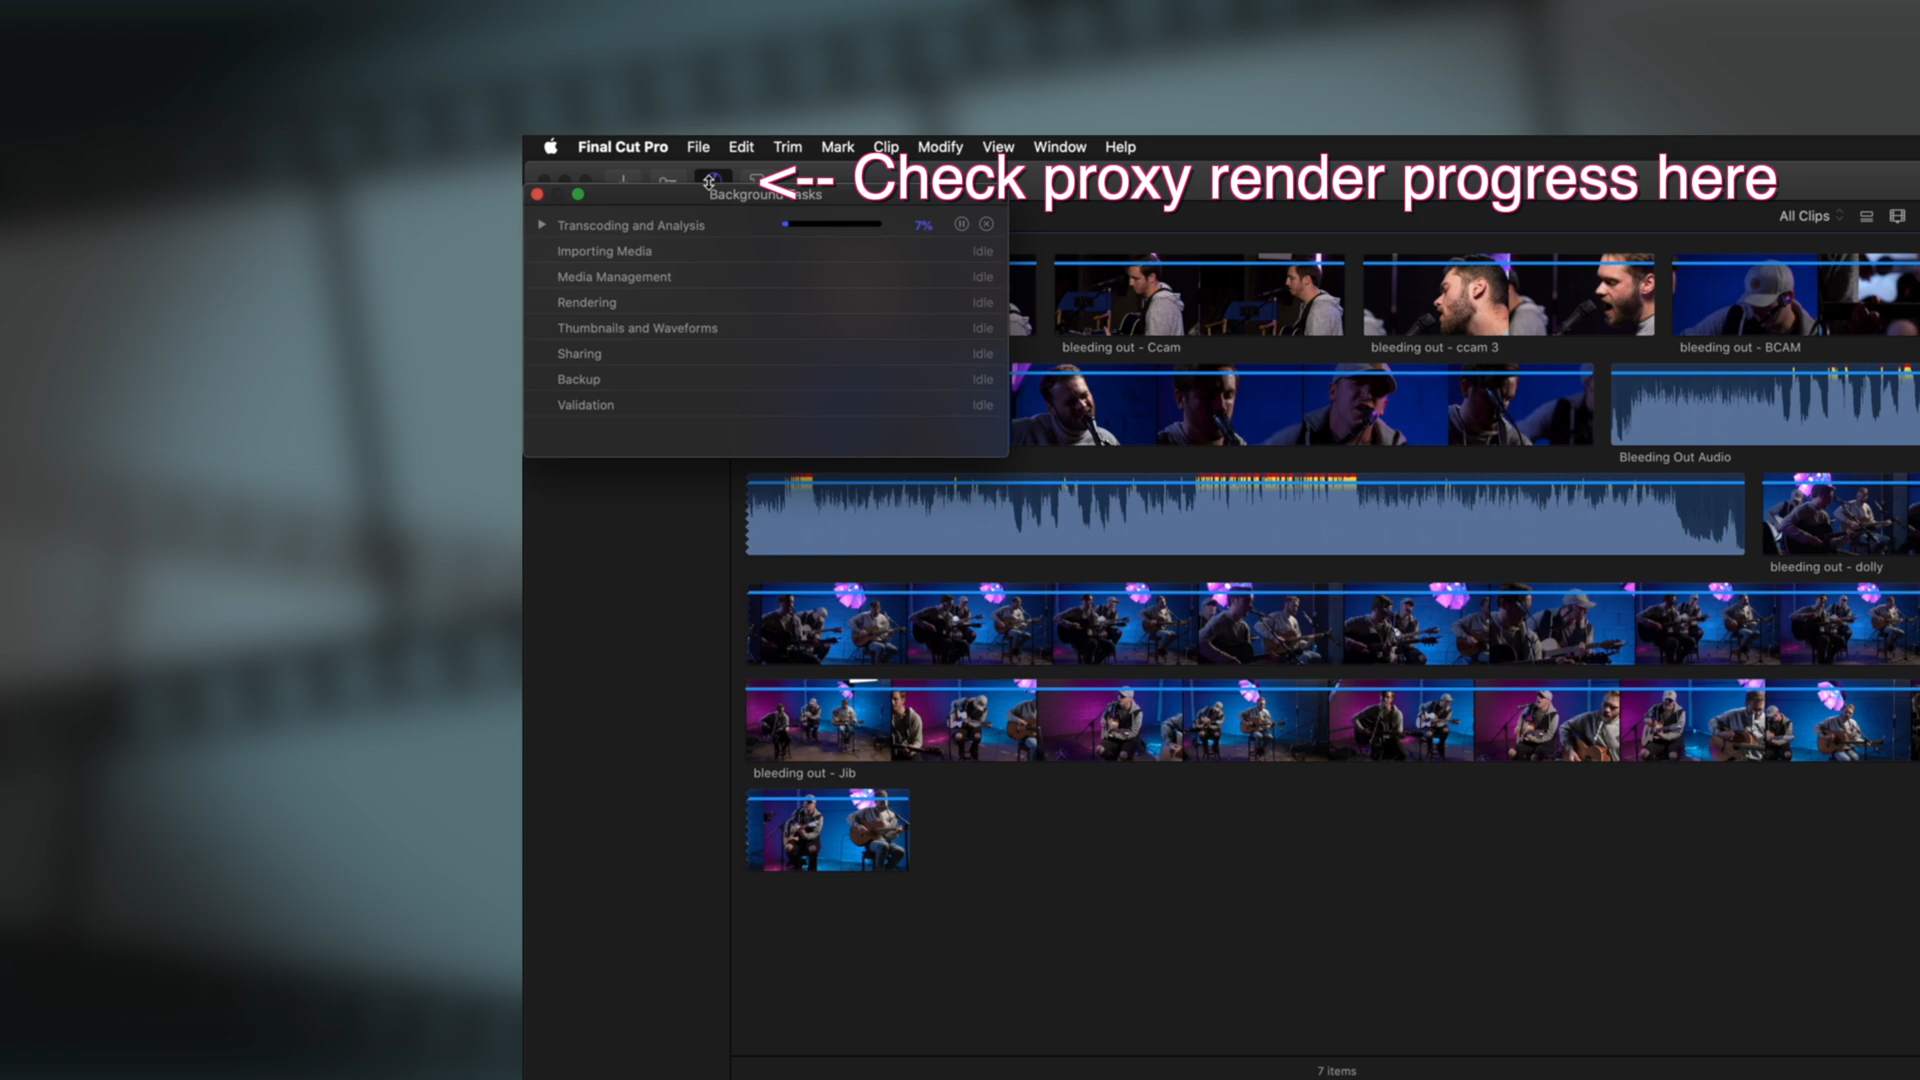 Final Cut Pro File Edit Trim Mark Clip Modify View Window Help
<-- Check proxy render progress here
Background Tasks
All Clips
Transcoding and Analysis 7%
Importing Media Idle
Media Management Idle
Rendering Idle
Thumbnails and Waveforms Idle
Sharing Idle
Backup Idle
Validation Idle
bleeding out - Ccam
bleeding out - ccam 3
bleeding out - BCAM
Bleeding Out Audio
bleeding out - dolly
bleeding out - Jib
7 items